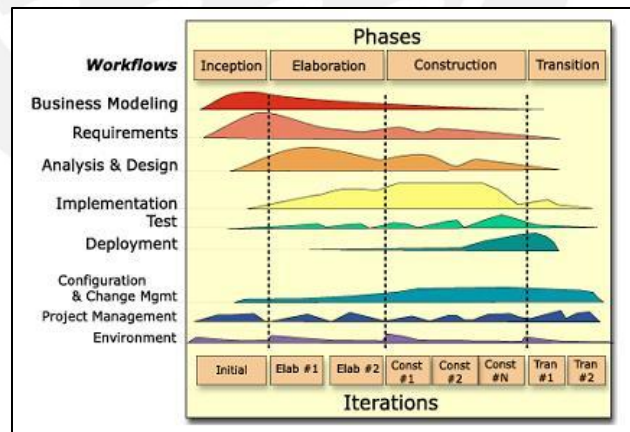 Phases
Workflows Inception Elaboration Construction Transition
Business Modeling
Requirements
Analysis & Design
Implementation
Test
Deployment
Configuration
& Change Mgmt
Project Management
Environment
Initial Elab #1 Elab #2 Const #1 Const #2 Const #N Tran #1 Tran #2
Iterations